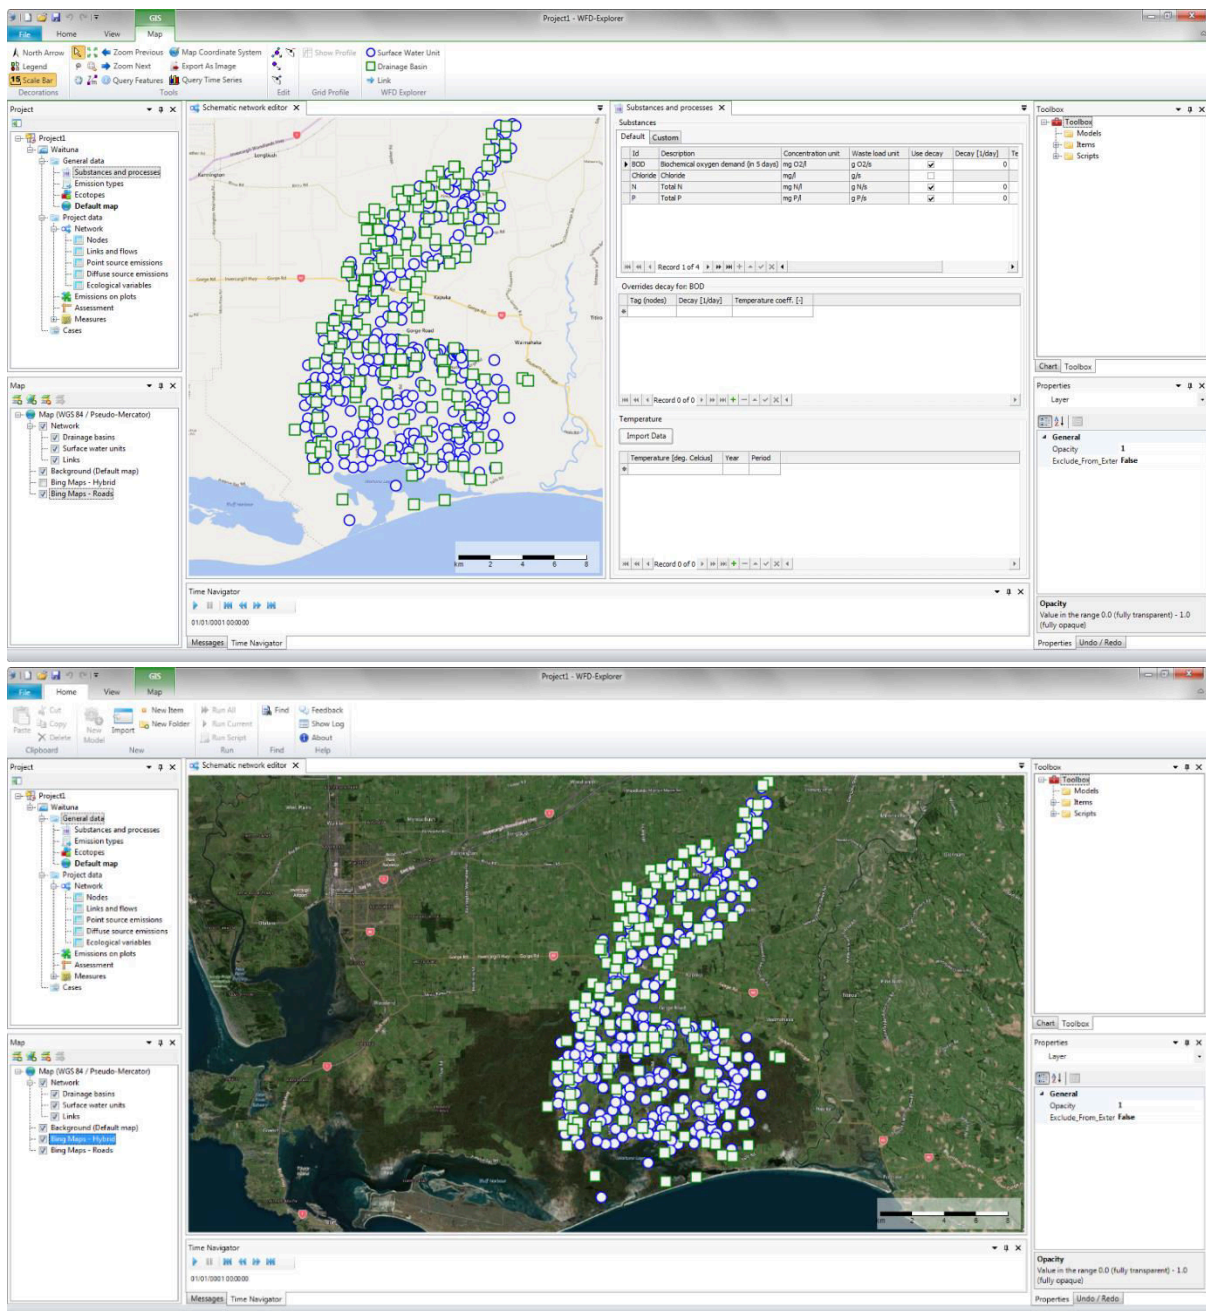 Project1 - WFD-Explorer
GIS
File Home View Map
North Arrow Zoom Previous Map Coordinate System Show Profile Surface Water Unit
Legend Zoom Next Export As Image Drainage Basin
Scale Bar Query Features Query Time Series Link
Decorations Tools Edit Grid Profile WFD Explorer
Project
Project1
Waituna
General data
Substances and processes
Emission types
Ecotopes
Default map
Project data
Network
Nodes
Links and flows
Point source emissions
Diffuse source emissions
Ecological variables
Emissions on plots
Assessment
Measures
Cases
Map
Map (WGS 84 / Pseudo-Mercator)
Network
Drainage basins
Surface water units
Links
Background (Default map)
Bing Maps - Hybrid
Bing Maps - Roads
Schematic network editor X
Gorge Road
km 2 4 6 8
Substances and processes X
Substances
Default Custom
Id Description Concentration unit Waste load unit Use decay Decay [1/day] Te
BOD Biochemical oxygen demand (in 5 days) mg O2/l g O2/s 0
Chloride Chloride mg/l g/s
N Total N mg N/l g N/s 0
P Total P mg P/l g P/s 0
Record 1 of 4
Overrides decay for: BOD
Tag (nodes) Decay [1/day] Temperature coeff. [-]
Record 0 of 0
Temperature
Import Data
Temperature [deg. Celcius] Year Period
Record 0 of 0
Time Navigator
01/01/0001 00:00:00
Messages Time Navigator
Toolbox
Toolbox
Models
Items
Scripts
Chart Toolbox
Properties
Layer
General
Opacity 1
Exclude_From_Exter False
Opacity
Value in the range 0.0 (fully transparent) - 1.0
(fully opaque)
Properties Undo / Redo
Project1 - WFD-Explorer
GIS
File Home View Map
Paste Cut New Model Import New Item Run All Find Feedback
Copy New Folder Run Current Show Log
Delete Run Script About
Clipboard New Run Find Help
Project
Project1
Waituna
General data
Substances and processes
Emission types
Ecotopes
Default map
Project data
Network
Nodes
Links and flows
Point source emissions
Diffuse source emissions
Ecological variables
Emissions on plots
Assessment
Measures
Cases
Map
Map (WGS 84 / Pseudo-Mercator)
Network
Drainage basins
Surface water units
Links
Background (Default map)
Bing Maps - Hybrid
Bing Maps - Roads
Schematic network editor X
km 2 4 6 8
Time Navigator
01/01/0001 00:00:00
Messages Time Navigator
Toolbox
Toolbox
Models
Items
Scripts
Chart Toolbox
Properties
Layer
General
Opacity 1
Exclude_From_Exter False
Opacity
Value in the range 0.0 (fully transparent) - 1.0
(fully opaque)
Properties Undo / Redo